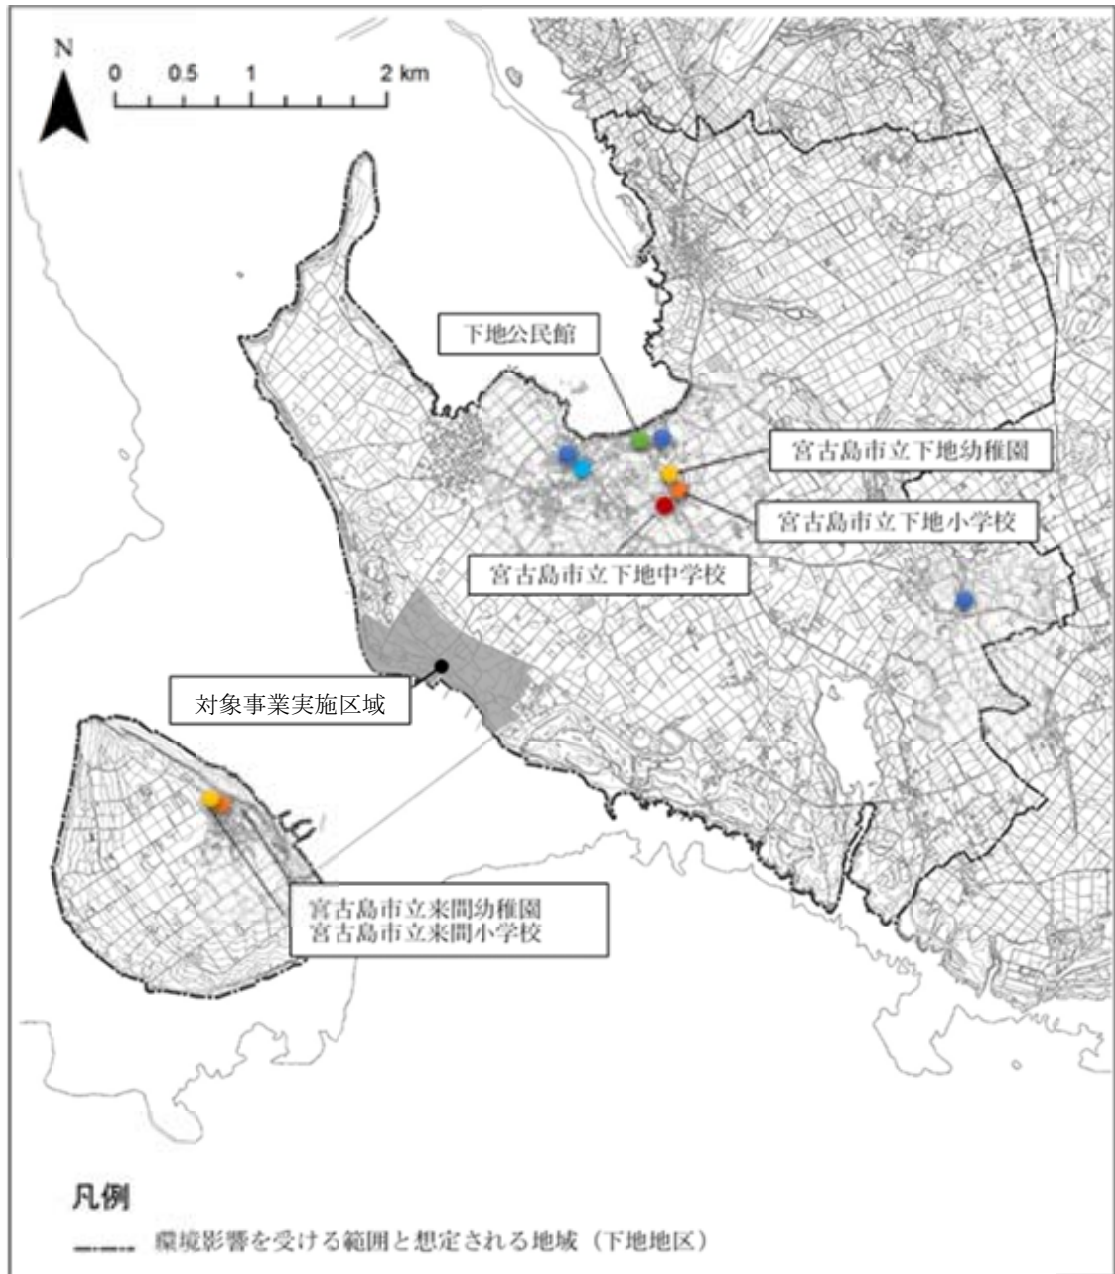 N
0 0.5 1 2 km
下地公民館
宮古島市立下地幼稚園
宮古島市立下地小学校
宮古島市立下地中学校
対象事業実施区域
宮古島市立来間幼稚園
宮古島市立来間小学校
凡例
環境影響を受ける範囲と想定される地域（下地地区）